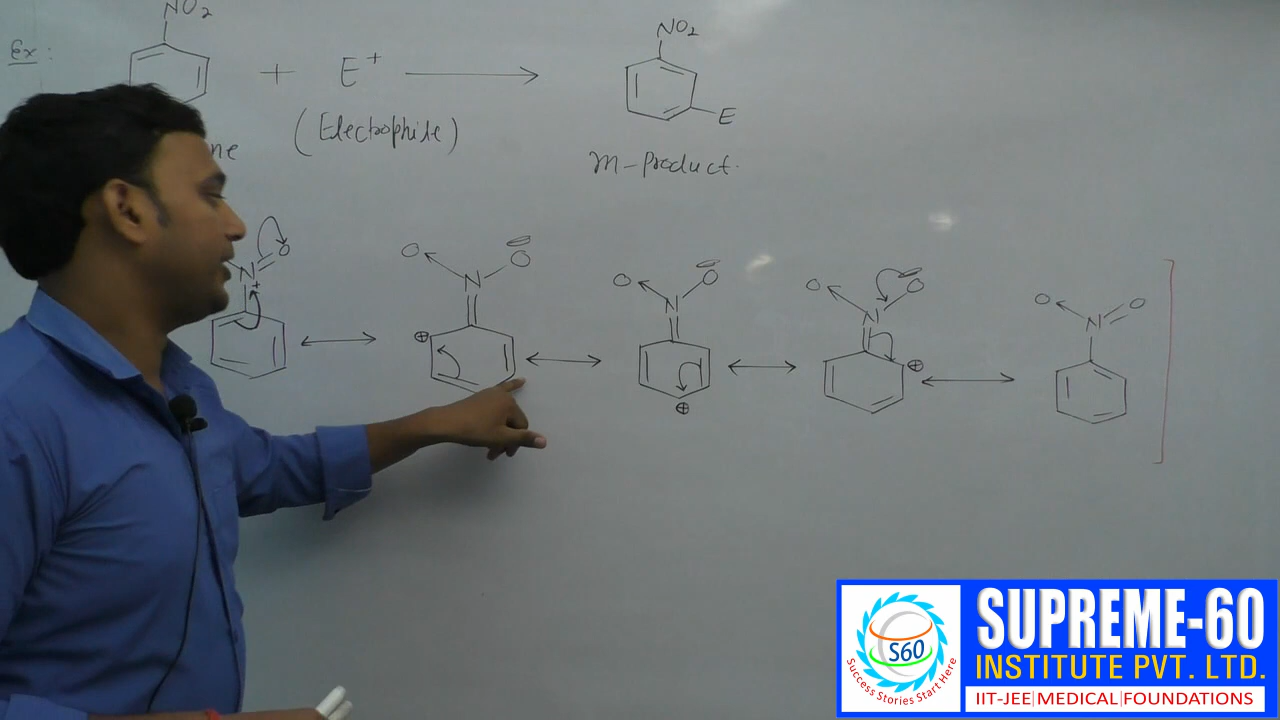 NO2
Ex:
+ E+
(Electrophile)
NO2
E
m-product.
N+ O
O N O
⊕
O N O
⊕
O N O
⊕
O N O
S60
Success Stories Start Here
SUPREME-60
INSTITUTE PVT. LTD.
IIT-JEE|MEDICAL|FOUNDATIONS